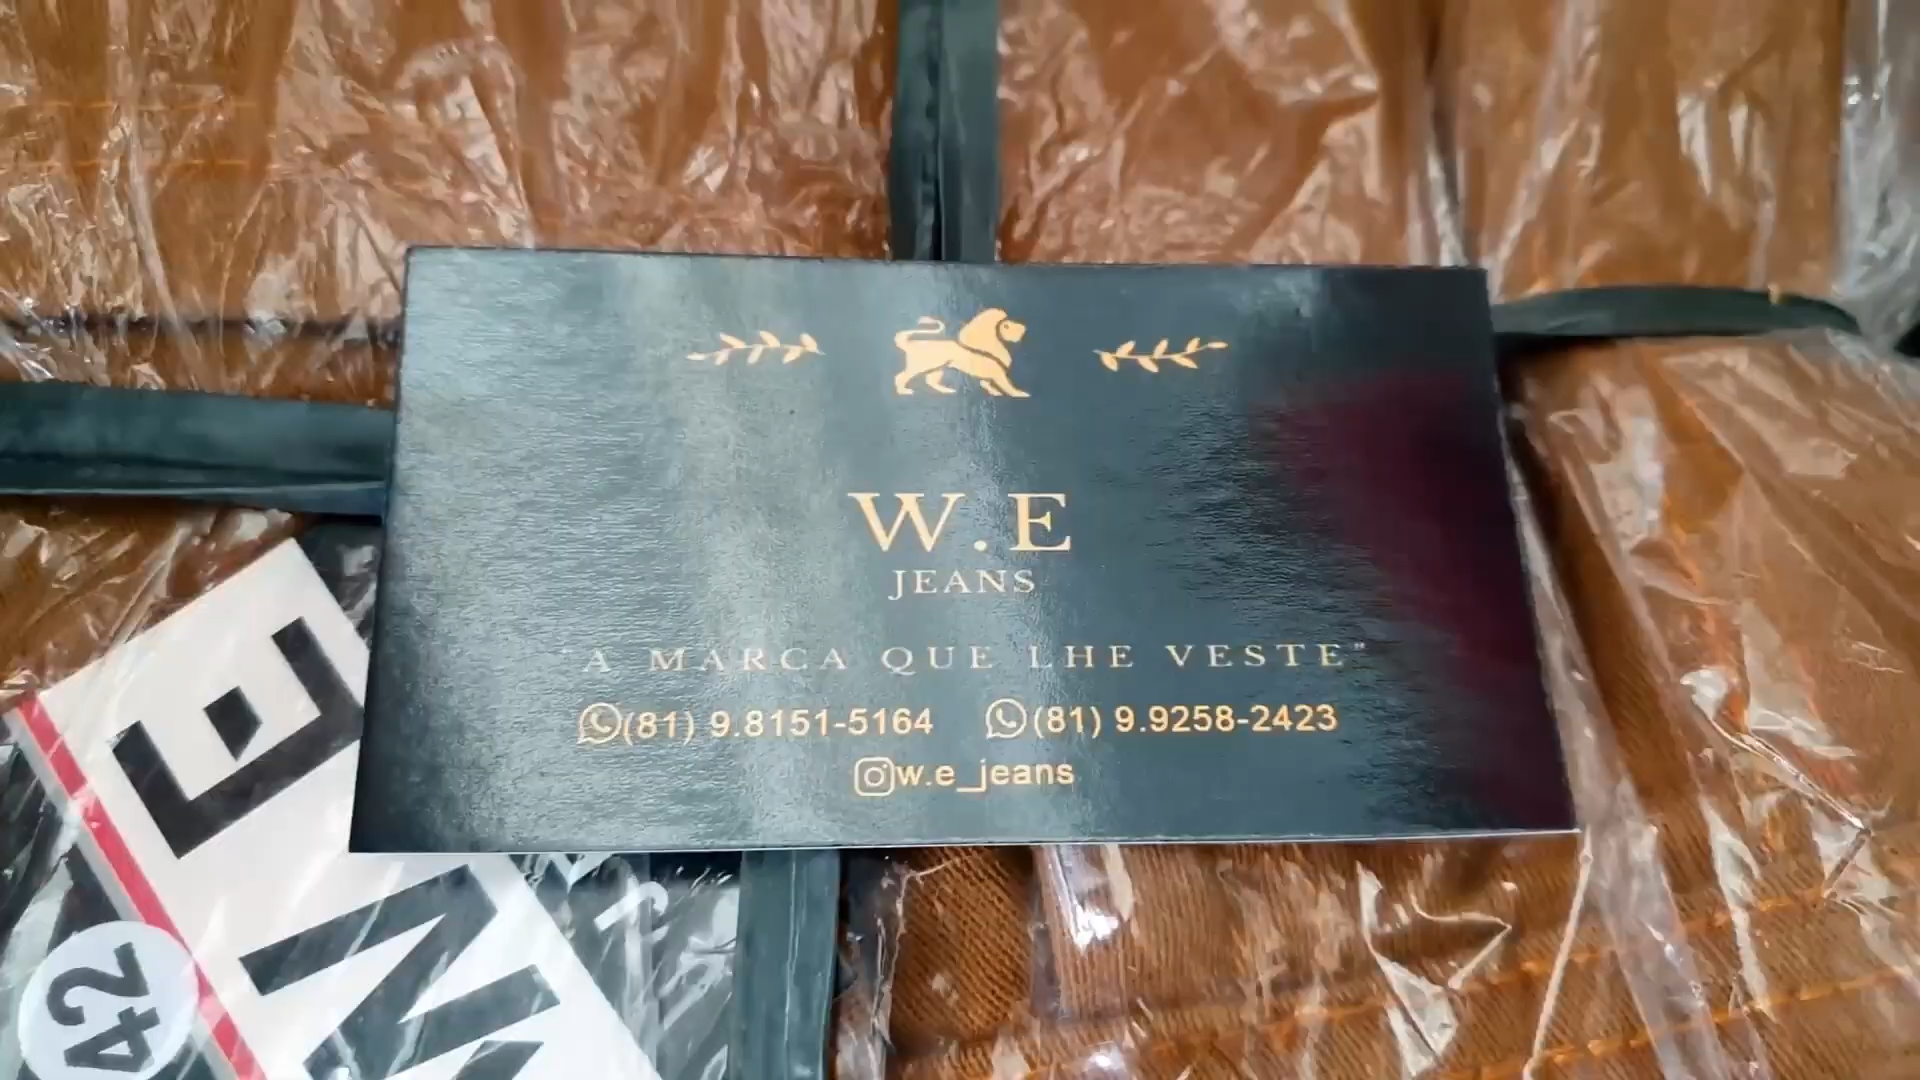 W.E
JEANS
"A MARCA QUE LHE VESTE"
(81) 9.8151-5164 (81) 9.9258-2423
w.e_jeans
W.E
42